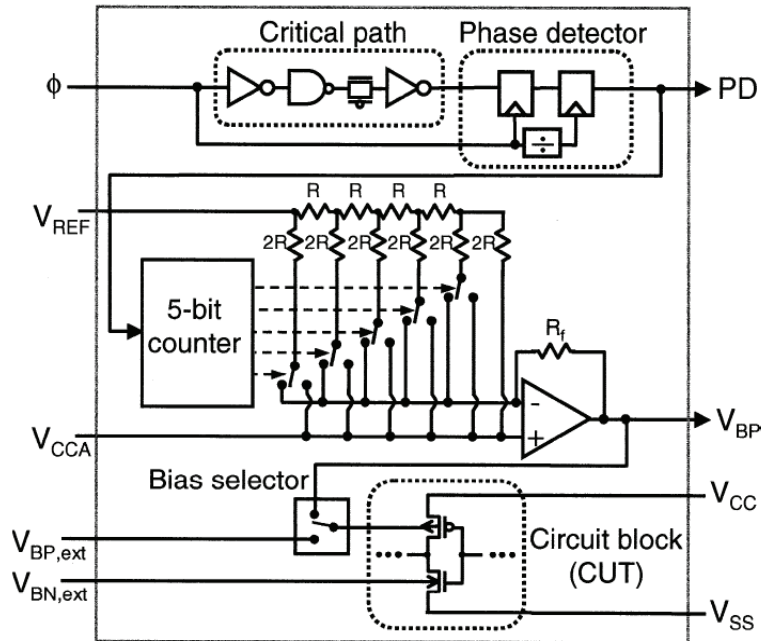 Critical path
Phase detector
ϕ
PD
÷
R R R R
V_REF
2R 2R 2R 2R 2R 2R
5-bit
counter
R_f
-
+
V_CCA
V_BP
Bias selector
V_CC
V_BP,ext
Circuit block
(CUT)
V_BN,ext
V_SS